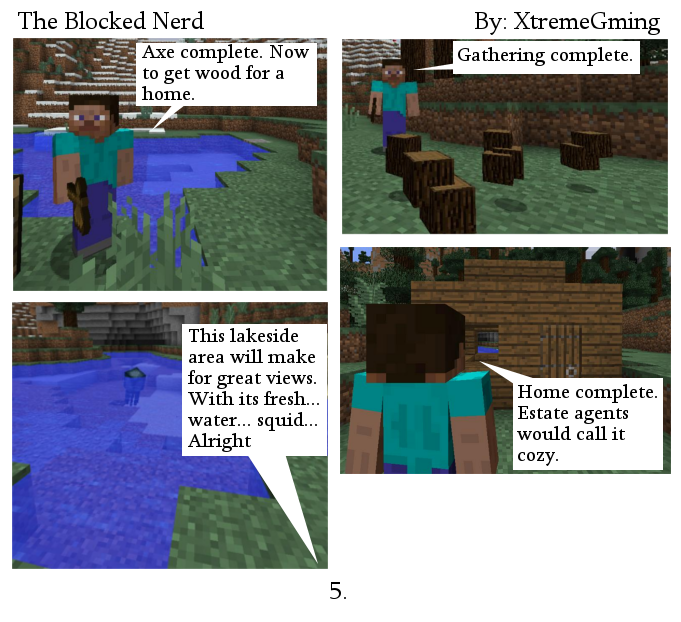 The Blocked Nerd
By: XtremeGming
Axe complete. Now
to get wood for a
home.
Gathering complete.
This lakeside
area will make
for great views.
With its fresh...
water... squid...
Alright
Home complete.
Estate agents
would call it
cozy.
5.